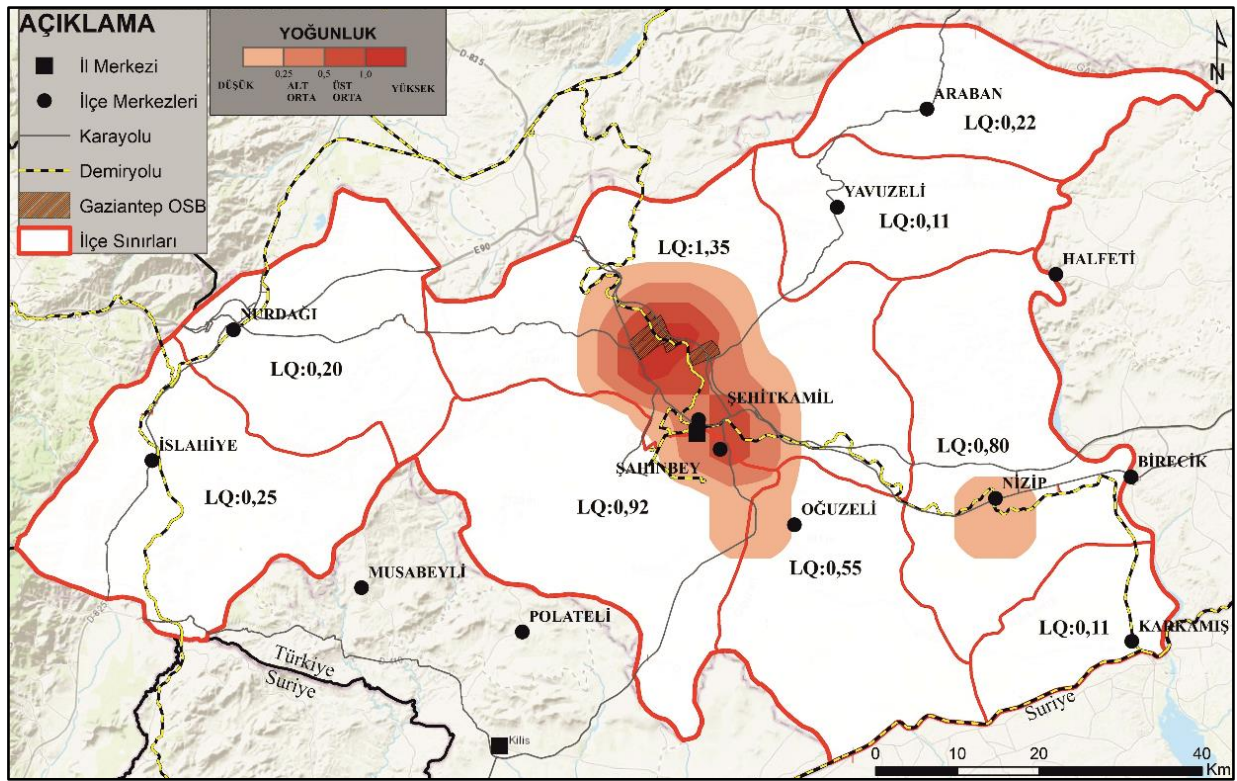 AÇIKLAMA
İl Merkezi
İlçe Merkezleri
Karayolu
Demiryolu
Gaziantep OSB
İlçe Sınırları
YOĞUNLUK
0,25
0,5
1,0
DÜŞÜK
ALT
ORTA
ÜST
ORTA
YÜKSEK
D-835
N
ARABAN
LQ:0,22
YAVUZELİ
LQ:0,11
HALFETİ
LQ:1,35
E90
NURDAĞI
LQ:0,20
ŞEHİTKAMİL
İSLAHİYE
LQ:0,25
ŞAHİNBEY
LQ:0,92
LQ:0,80
NİZİP
BİRECİK
OĞUZELİ
LQ:0,55
MUSABEYLİ
POLATELİ
D-825
LQ:0,11
KARKAMIŞ
Türkiye
Suriye
Suriye
Kilis
0 10 20 40
Km